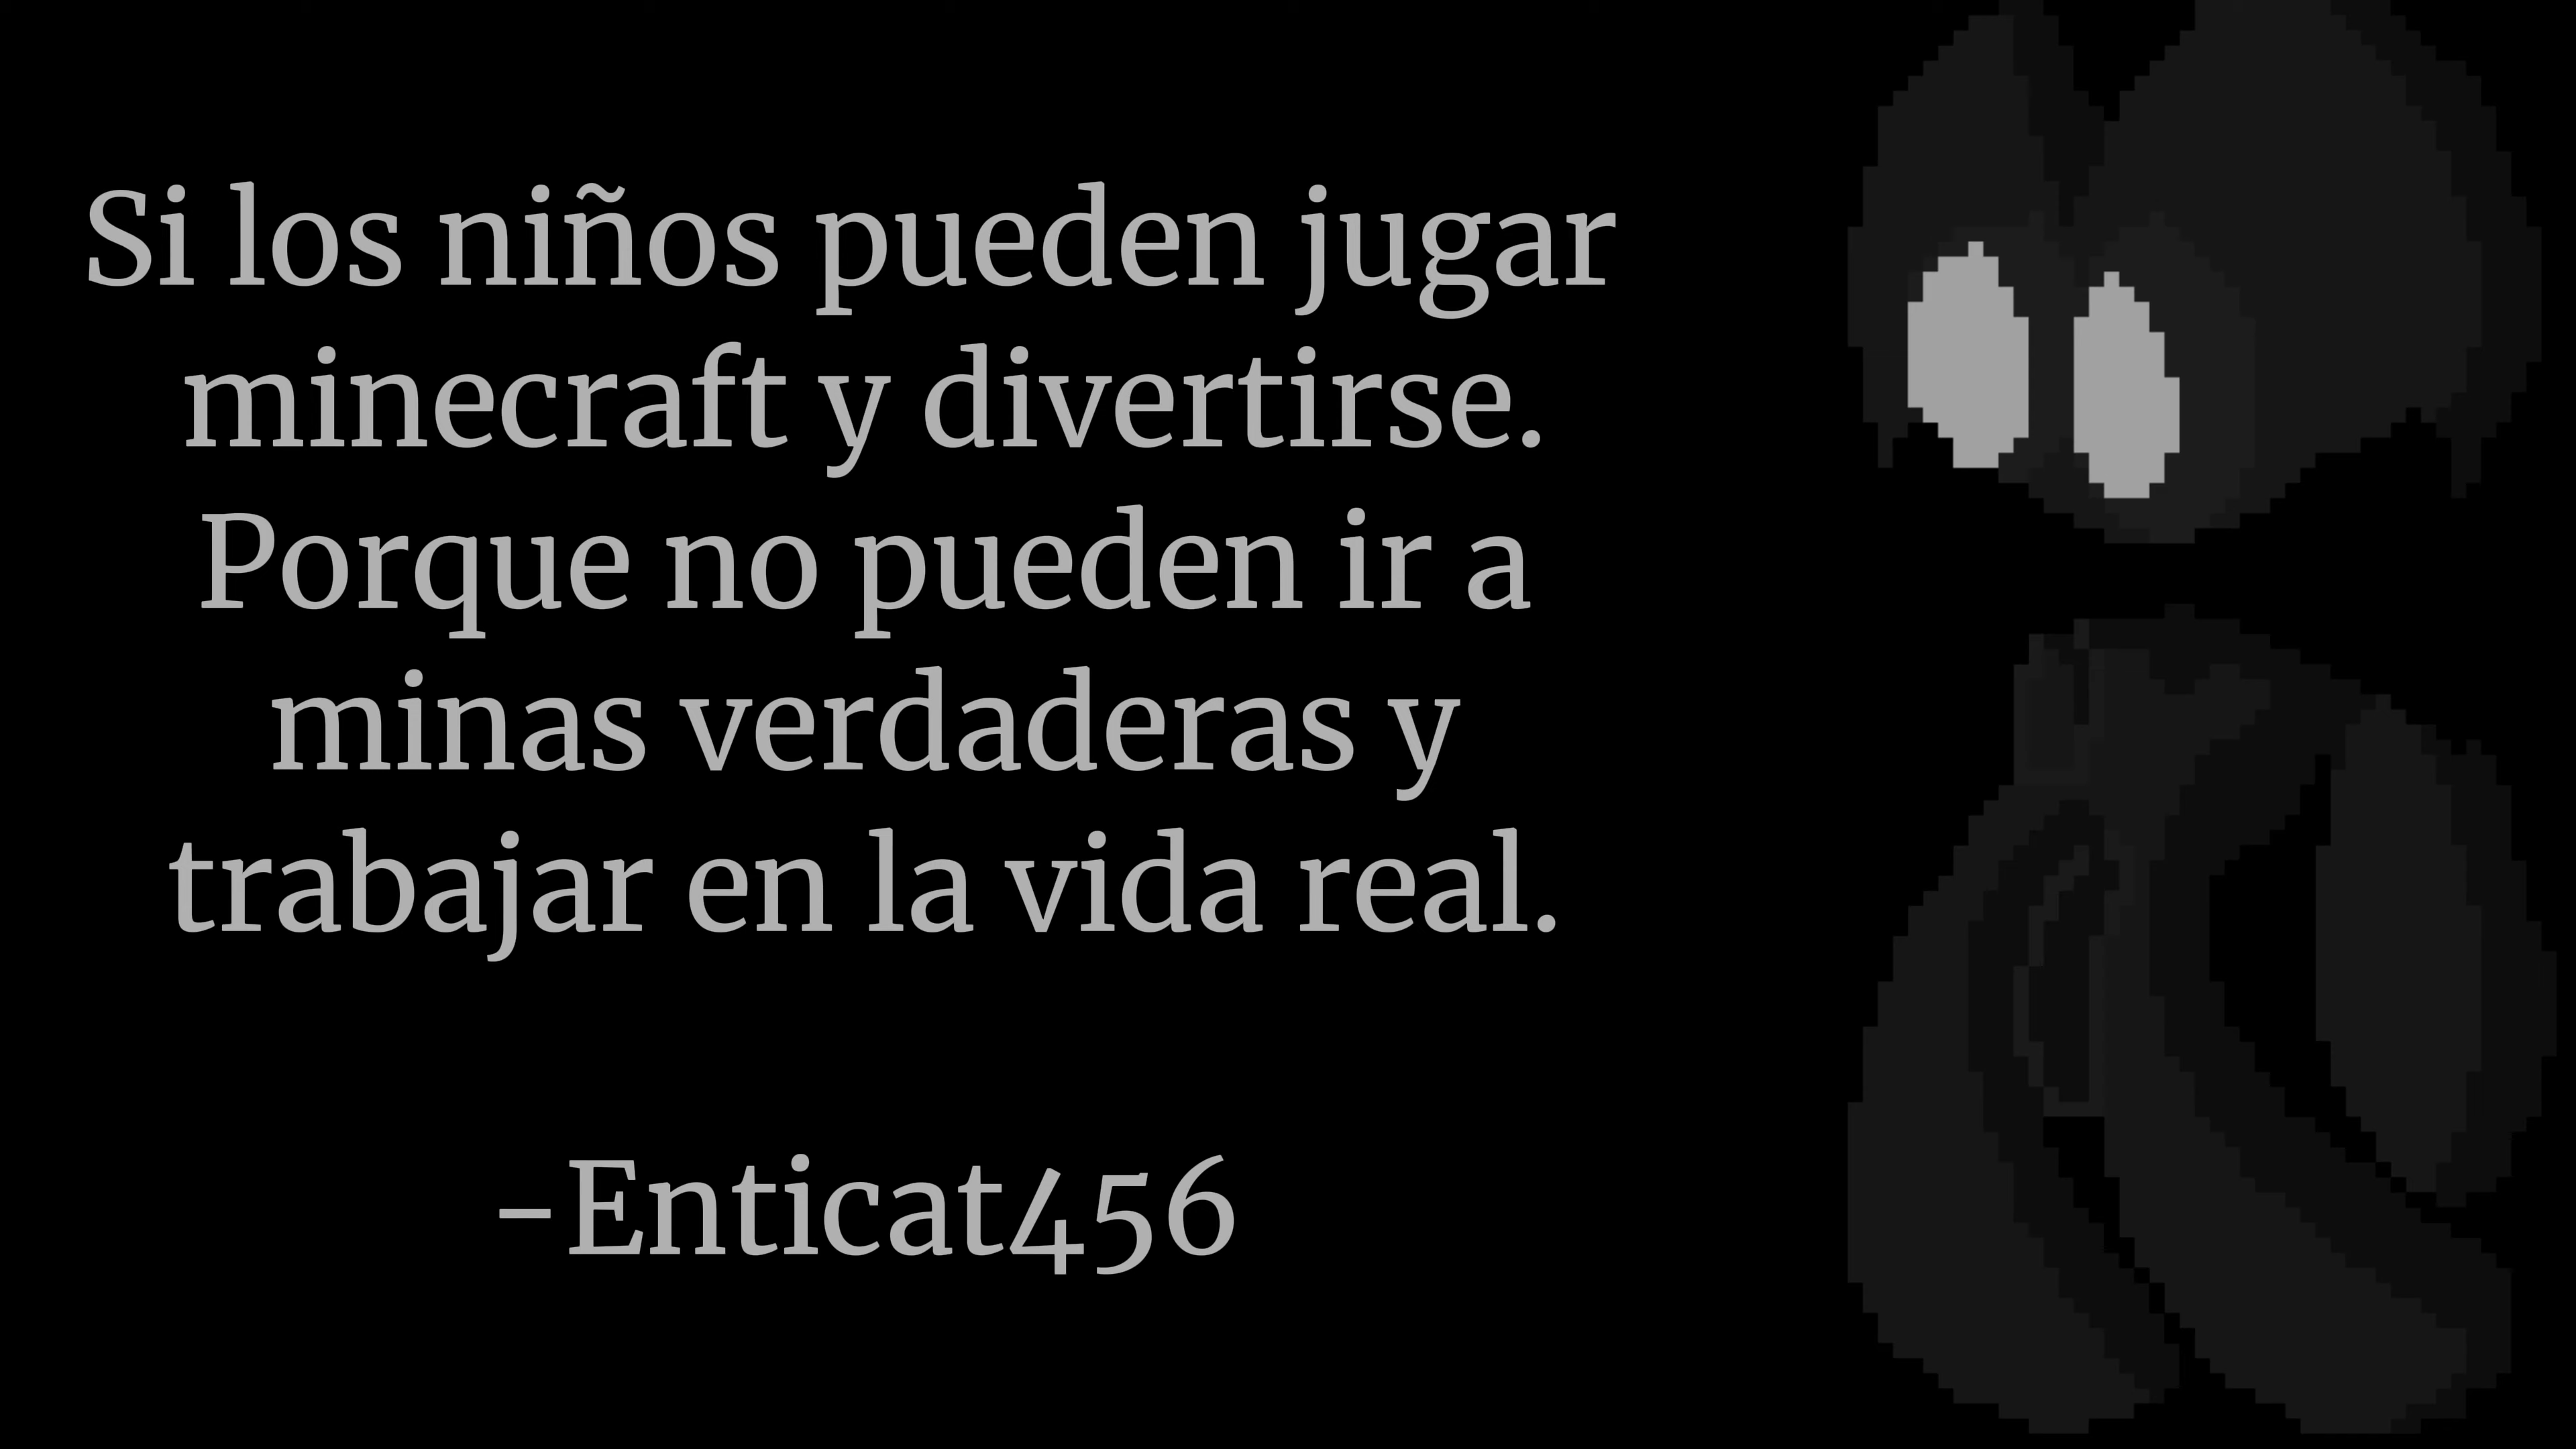 Si los niños pueden jugar
minecraft y divertirse.
Porque no pueden ir a
minas verdaderas y
trabajar en la vida real.
-Enticat456